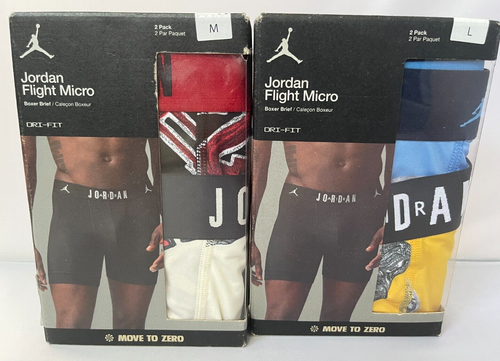 2 Pack
2 Par Paquet
M
Jordan
Flight Micro
Boxer Brief / Caleçon Boxeur
DRI-FIT
JORDAN
JO
MOVE TO ZERO
2 Pack
2 Par Paquet
L
Jordan
Flight Micro
Boxer Brief / Caleçon Boxeur
DRI-FIT
JORDAN
DRA
MOVE TO ZERO